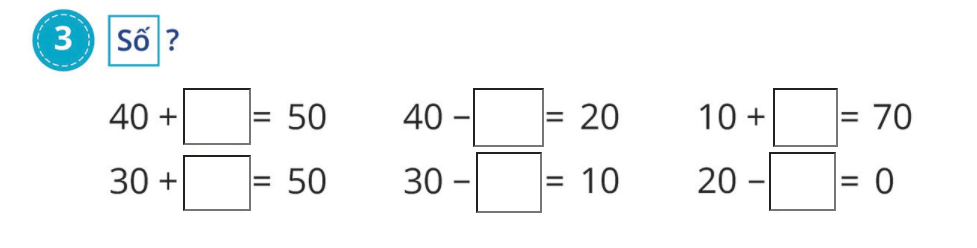 3 Số ?
40 + = 50 40 – = 20 10 + = 70
30 + = 50 30 – = 10 20 – = 0